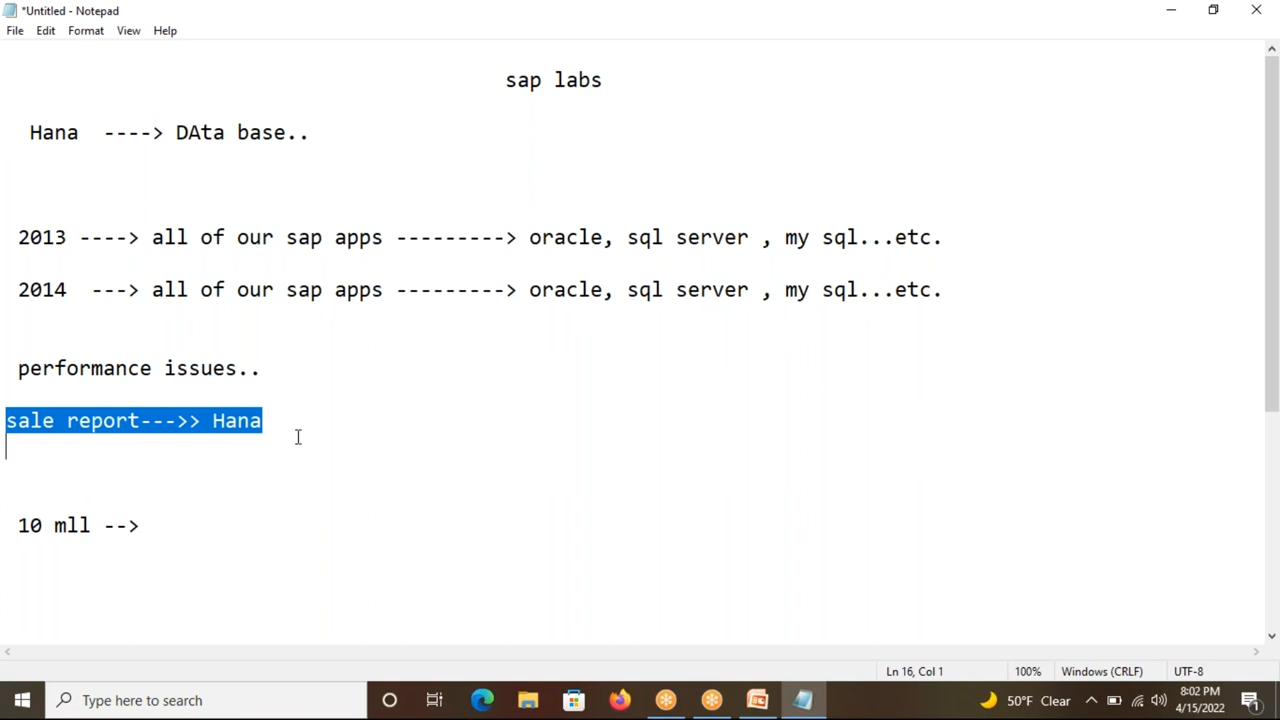 *Untitled - Notepad
File Edit Format View Help
sap labs
Hana ----> DAta base..
2013 ----> all of our sap apps ---------> oracle, sql server , my sql...etc.
2014 ---> all of our sap apps ---------> oracle, sql server , my sql...etc.
performance issues..
sale report--->> Hana
10 mll -->
Ln 16, Col 1 100% Windows (CRLF) UTF-8
Type here to search
50°F Clear
8:02 PM
4/15/2022
1